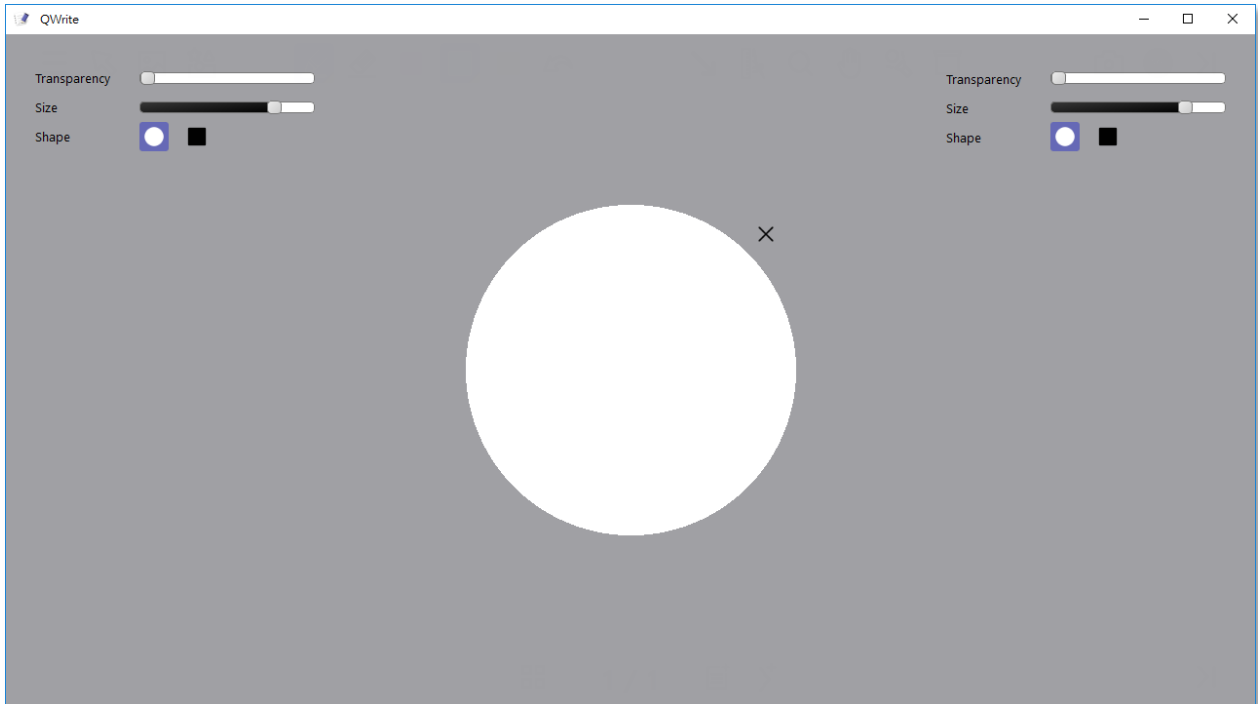 QWrite
Transparency
Size
Shape
Transparency
Size
Shape